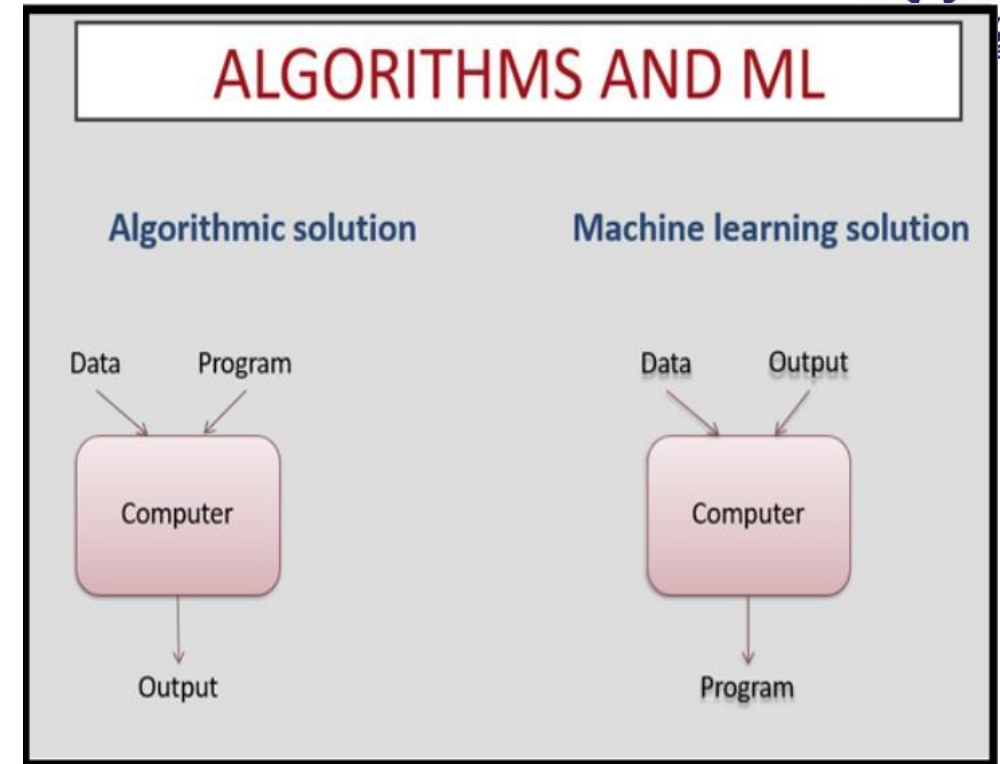 ALGORITHMS AND ML
Algorithmic solution
Data Program
Computer
Output
Machine learning solution
Data Output
Computer
Program